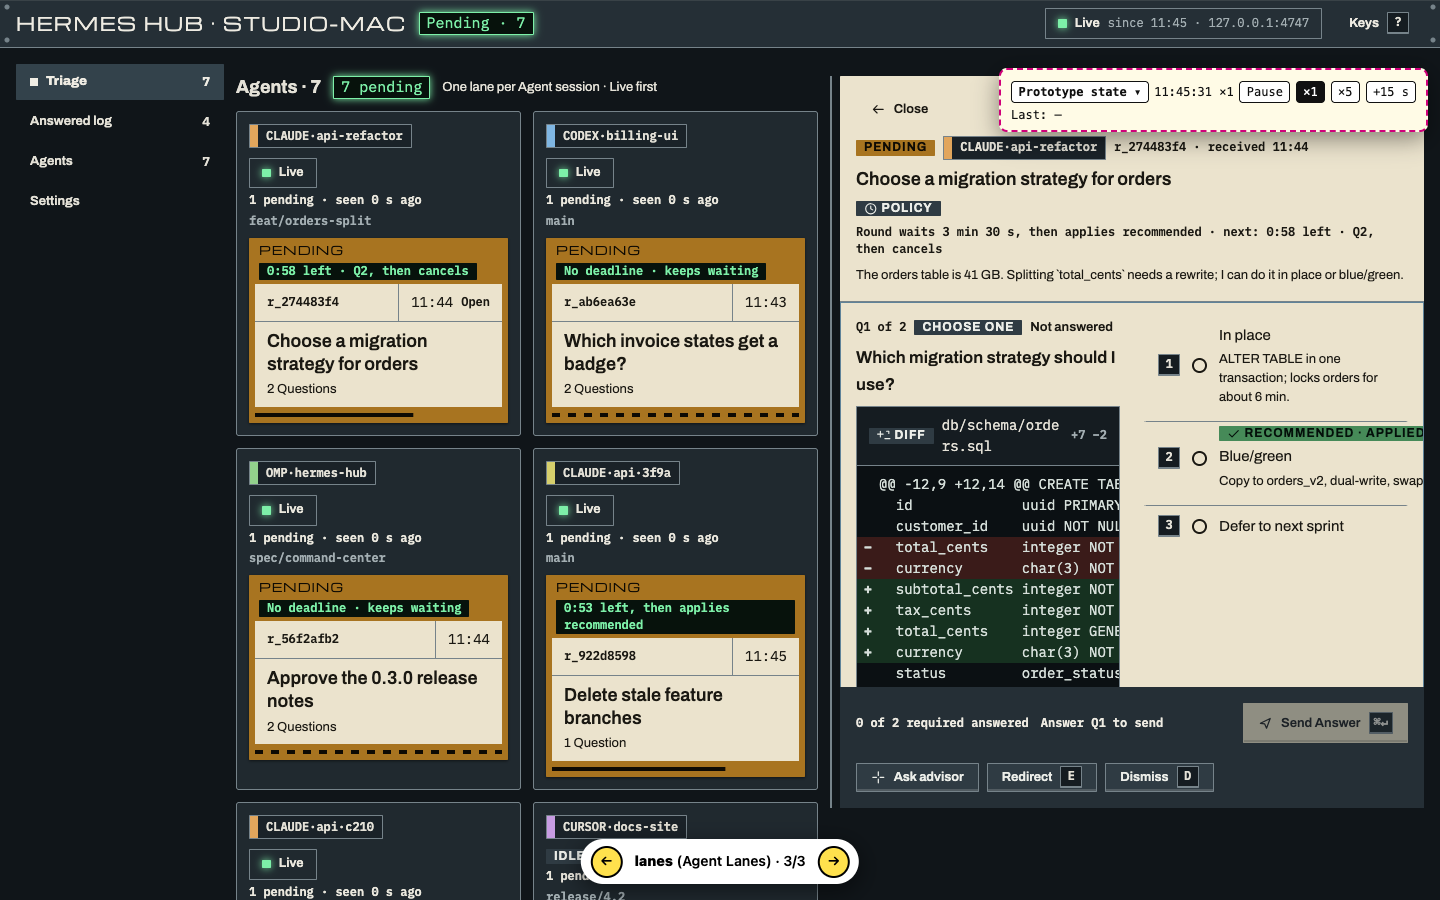 HERMES HUB · STUDIO-MAC
Pending · 7
Live since 11:45 · 127.0.0.1:4747
Keys ?
Triage 7
Answered log 4
Agents 7
Settings
Agents · 7
7 pending
One lane per Agent session · Live first
CLAUDE·api-refactor
Live
1 pending · seen 0 s ago
feat/orders-split
PENDING
0:58 left · Q2, then cancels
r_274483f4
11:44 Open
Choose a migration
strategy for orders
2 Questions
CODEX·billing-ui
Live
1 pending · seen 0 s ago
main
PENDING
No deadline · keeps waiting
r_ab6ea63e
11:43
Which invoice states get a
badge?
2 Questions
OMP·hermes-hub
Live
1 pending · seen 0 s ago
spec/command-center
PENDING
No deadline · keeps waiting
r_56f2afb2
11:44
Approve the 0.3.0 release
notes
2 Questions
CLAUDE·api·3f9a
Live
1 pending · seen 0 s ago
main
PENDING
0:53 left, then applies
recommended
r_922d8598
11:45
Delete stale feature
branches
1 Question
CLAUDE·api·c210
Live
1 pending · seen 0 s ago
CURSOR·docs-site
IDLE
1 pend
release/4.2
← Close
Prototype state ▾ 11:45:31 ×1 Pause ×1 ×5 +15 s
Last: —
PENDING
CLAUDE·api-refactor
r_274483f4 · received 11:44
Choose a migration strategy for orders
POLICY
Round waits 3 min 30 s, then applies recommended · next: 0:58 left · Q2,
then cancels
The orders table is 41 GB. Splitting `total_cents` needs a rewrite; I can do it in place or blue/green.
Q1 of 2 CHOOSE ONE Not answered
Which migration strategy should I
use?
DIFF
db/schema/orde
rs.sql
+7 −2
@@ -12,9 +12,14 @@ CREATE TAB
id uuid PRIMARY
customer_id uuid NOT NUL
− total_cents integer NOT
− currency char(3) NOT
+ subtotal_cents integer NOT
+ tax_cents integer NOT
+ total_cents integer GENE
+ currency char(3) NOT
status order_status
1
In place
ALTER TABLE in one
transaction; locks orders for
about 6 min.
RECOMMENDED · APPLIED
2
Blue/green
Copy to orders_v2, dual-write, swap
3
Defer to next sprint
0 of 2 required answered Answer Q1 to send
Send Answer ⌘↵
Ask advisor
Redirect E
Dismiss D
← lanes (Agent Lanes) · 3/3 →